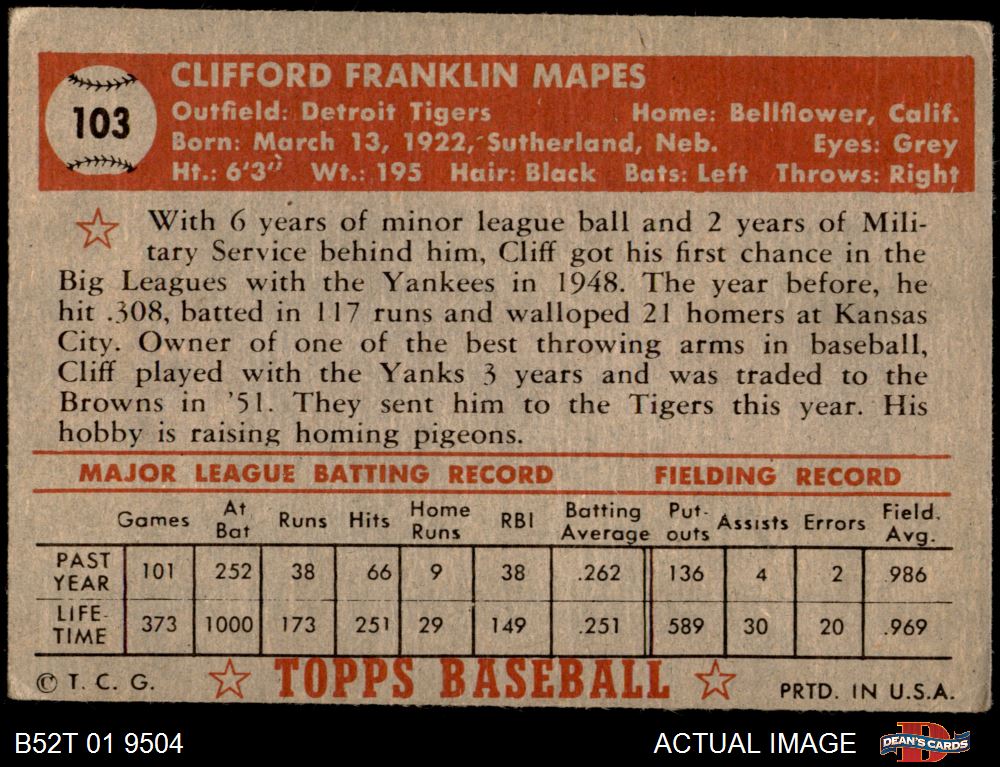 103
CLIFFORD FRANKLIN MAPES
Outfield: Detroit Tigers Home: Bellflower, Calif.
Born: March 13, 1922, Sutherland, Neb. Eyes: Grey
Ht.: 6'3" Wt.: 195 Hair: Black Bats: Left Throws: Right
With 6 years of minor league ball and 2 years of Mili-
tary Service behind him, Cliff got his first chance in the
Big Leagues with the Yankees in 1948. The year before, he
hit .308, batted in 117 runs and walloped 21 homers at Kansas
City. Owner of one of the best throwing arms in baseball,
Cliff played with the Yanks 3 years and was traded to the
Browns in '51. They sent him to the Tigers this year. His
hobby is raising homing pigeons.
MAJOR LEAGUE BATTING RECORD FIELDING RECORD
Games At Bat Runs Hits Home Runs RBI Batting Average Put-outs Assists Errors Field. Avg.
PAST YEAR 101 252 38 66 9 38 .262 136 4 2 .986
LIFE-TIME 373 1000 173 251 29 149 .251 589 30 20 .969
© T. C. G. TOPPS BASEBALL PRTD. IN U.S.A.
B52T 01 9504 ACTUAL IMAGE DEAN'S CARDS